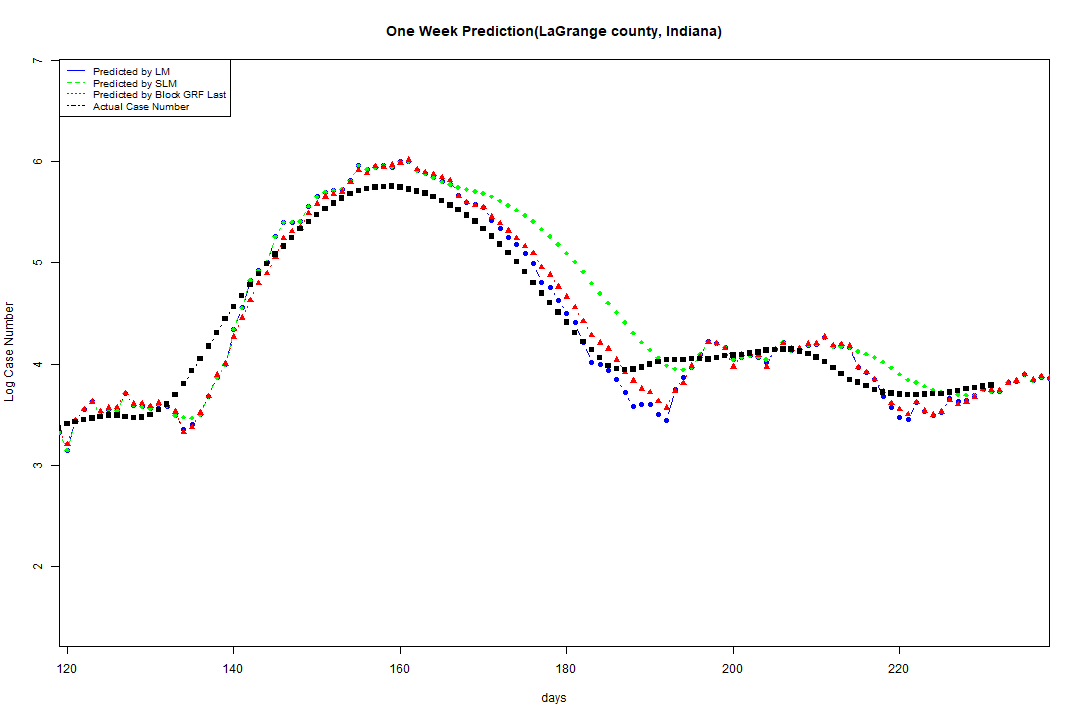 One Week Prediction(LaGrange county, Indiana)
Predicted by LM
Predicted by SLM
Predicted by Block GRF Last
Actual Case Number
7
6
5
4
3
2
Log Case Number
120 140 160 180 200 220
days